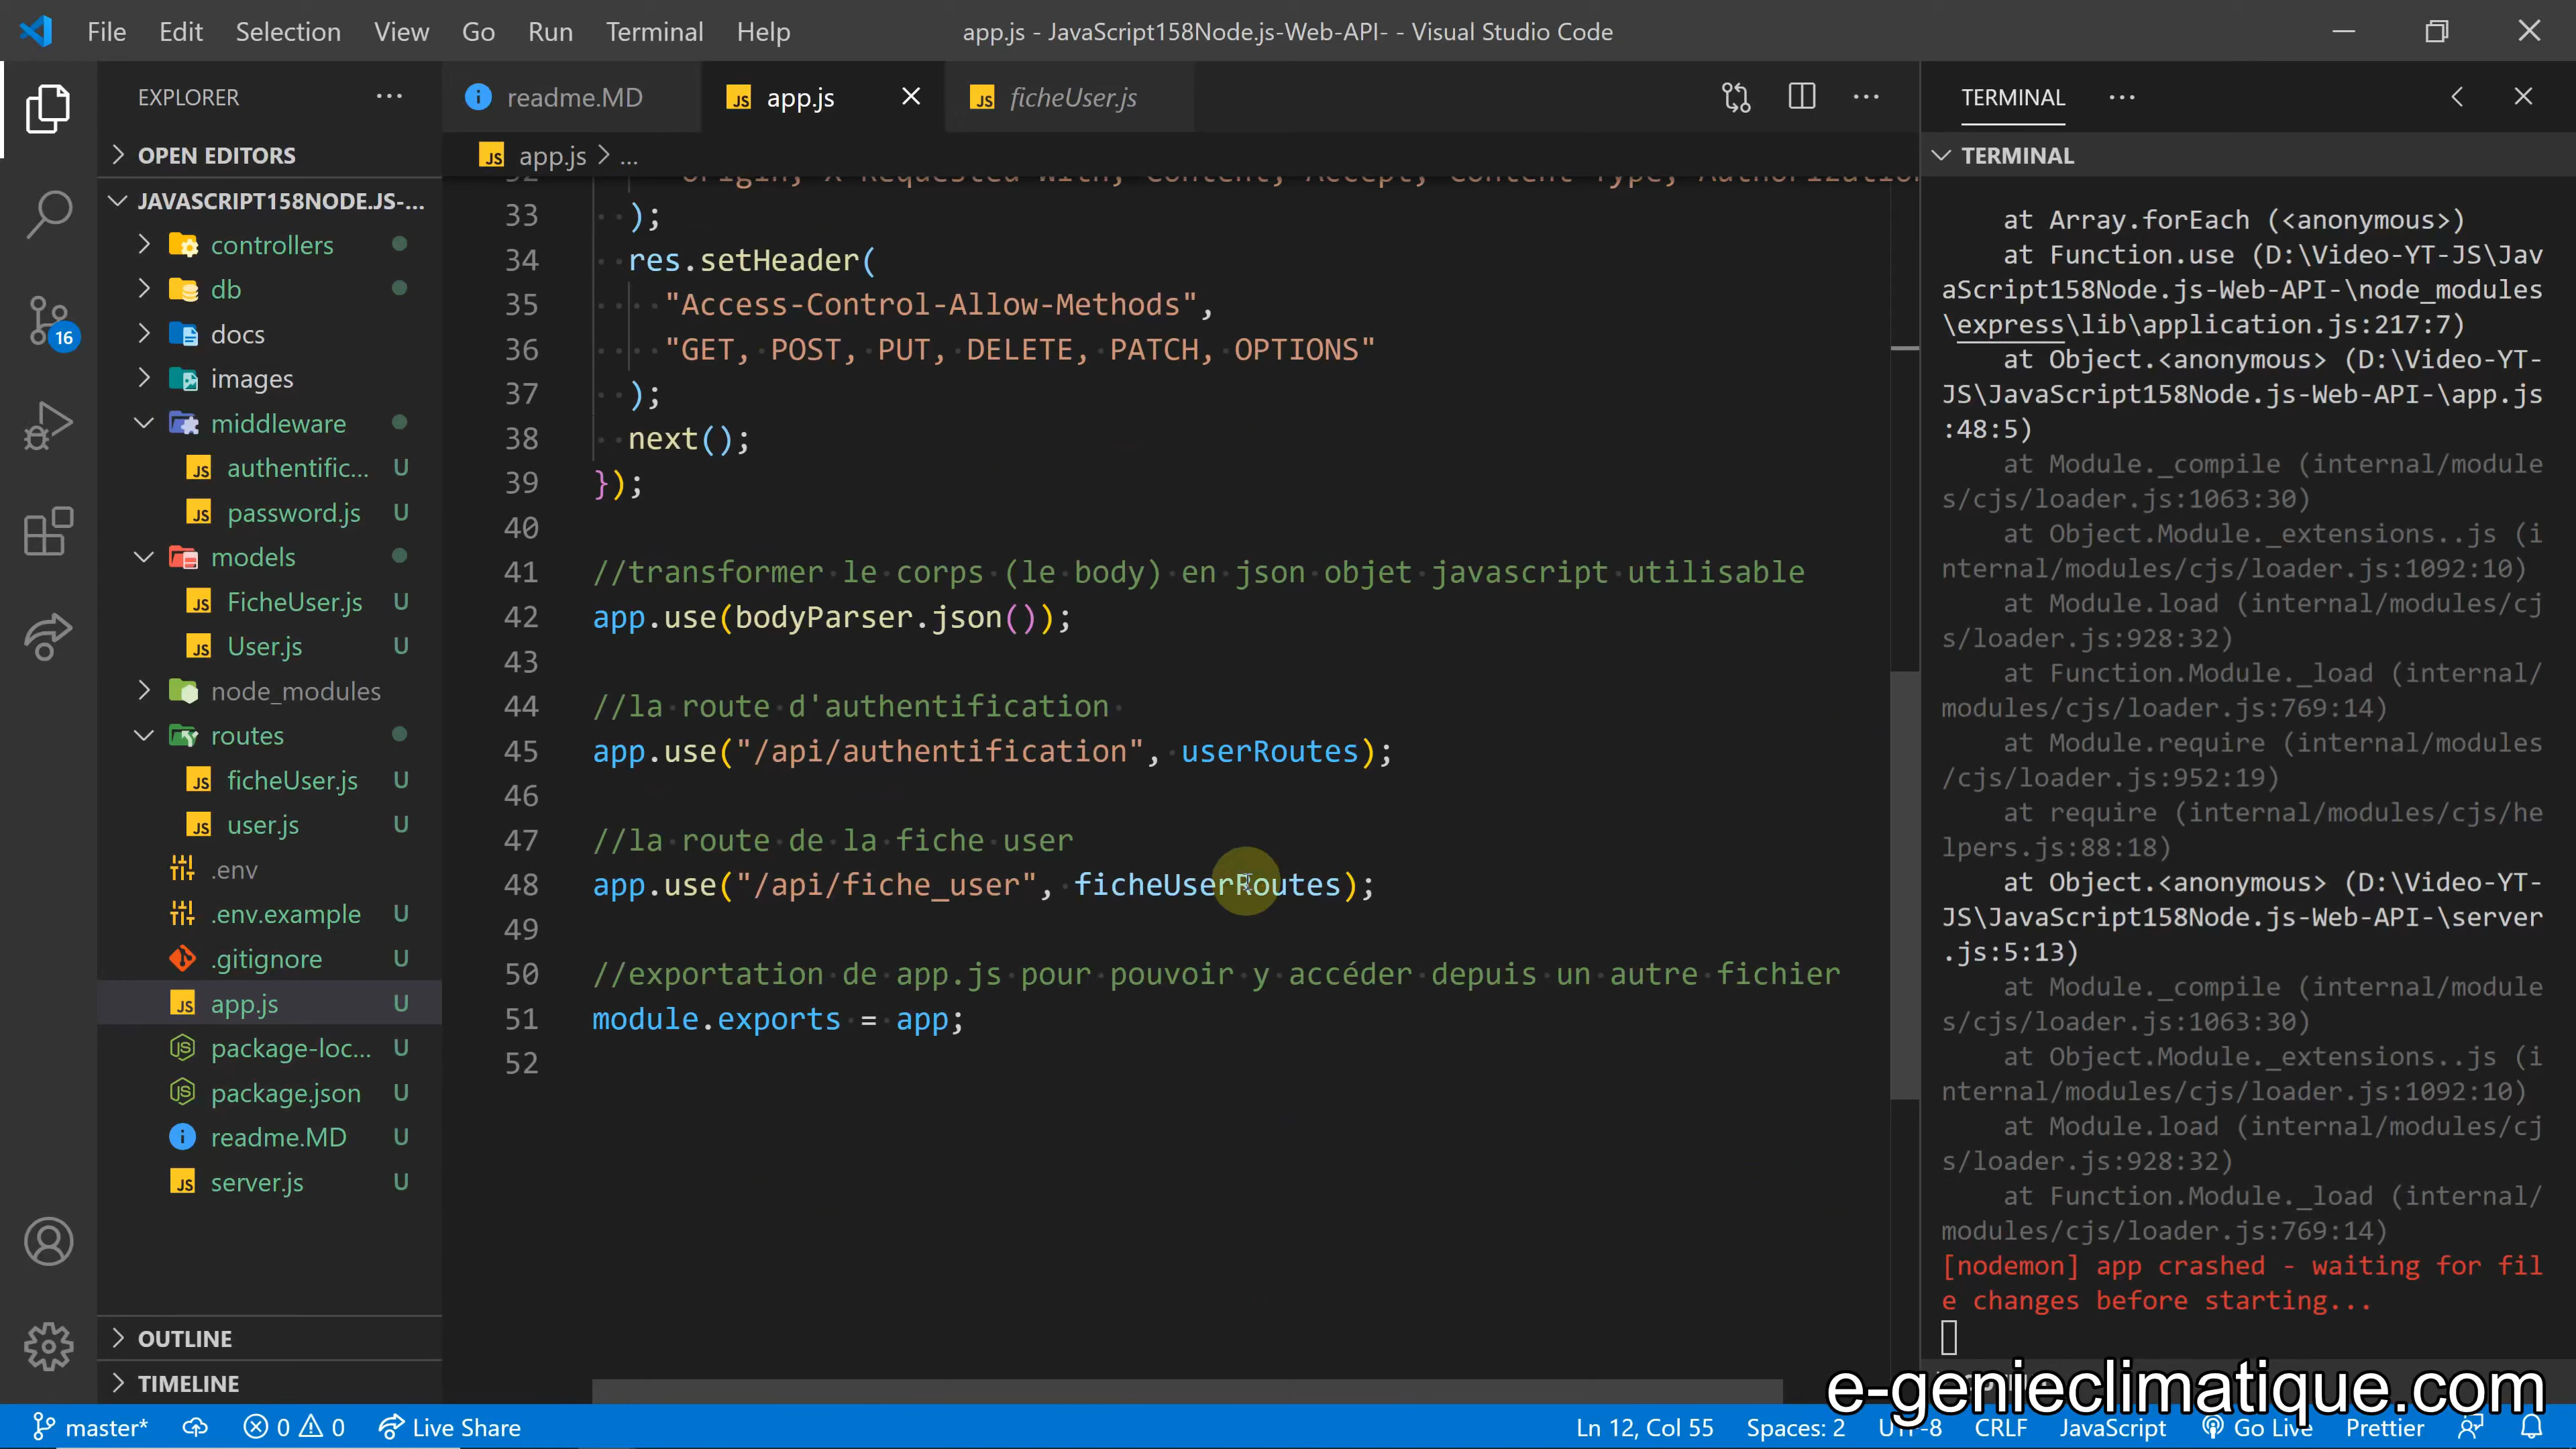 File Edit Selection View Go Run Terminal Help
app.js - JavaScript158Node.js-Web-API- - Visual Studio Code
EXPLORER
OPEN EDITORS
JAVASCRIPT158NODE.JS-...
controllers
db
docs
images
middleware
authentific... U
password.js U
models
FicheUser.js U
User.js U
node_modules
routes
ficheUser.js U
user.js U
.env
.env.example U
.gitignore U
app.js U
package-loc... U
package.json U
readme.MD U
server.js U
OUTLINE
TIMELINE
16
readme.MD
app.js
ficheUser.js
app.js > ...
33 );
34 res.setHeader(
35 "Access-Control-Allow-Methods",
36 "GET, POST, PUT, DELETE, PATCH, OPTIONS"
37 );
38 next();
39 });
40
41 //transformer le corps (le body) en json objet javascript utilisable
42 app.use(bodyParser.json());
43
44 //la route d'authentification
45 app.use("/api/authentification", userRoutes);
46
47 //la route de la fiche user
48 app.use("/api/fiche_user", ficheUserRoutes);
49
50 //exportation de app.js pour pouvoir y accéder depuis un autre fichier
51 module.exports = app;
52
TERMINAL
TERMINAL
at Array.forEach (<anonymous>)
at Function.use (D:\Video-YT-JS\Jav
aScript158Node.js-Web-API-\node_modules
\express\lib\application.js:217:7)
at Object.<anonymous> (D:\Video-YT-
JS\JavaScript158Node.js-Web-API-\app.js
:48:5)
at Module._compile (internal/module
s/cjs/loader.js:1063:30)
at Object.Module._extensions..js (i
nternal/modules/cjs/loader.js:1092:10)
at Module.load (internal/modules/cj
s/loader.js:928:32)
at Function.Module._load (internal/
modules/cjs/loader.js:769:14)
at Module.require (internal/modules
/cjs/loader.js:952:19)
at require (internal/modules/cjs/he
lpers.js:88:18)
at Object.<anonymous> (D:\Video-YT-
JS\JavaScript158Node.js-Web-API-\server
.js:5:13)
at Module._compile (internal/module
s/cjs/loader.js:1063:30)
at Object.Module._extensions..js (i
nternal/modules/cjs/loader.js:1092:10)
at Module.load (internal/modules/cj
s/loader.js:928:32)
at Function.Module._load (internal/
modules/cjs/loader.js:769:14)
[nodemon] app crashed - waiting for fil
e changes before starting...
e-genieclimatique.com
master* 0 0 Live Share
Ln 12, Col 55 Spaces: 2 UTF-8 CRLF JavaScript Go Live Prettier